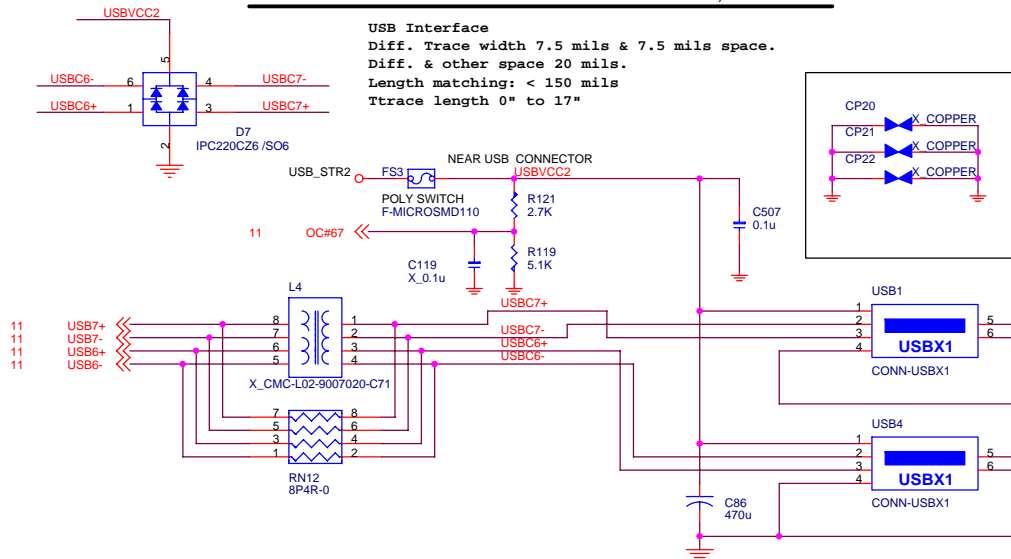 USBVCC2
USB Interface
Diff. Trace width 7.5 mils & 7.5 mils space.
Diff. & other space 20 mils.
Length matching: < 150 mils
Ttrace length 0" to 17"
5
USBC6-
6
4
USBC7-
USBC6+
1
3
USBC7+
2
D7
IPC220CZ6 /SO6
CP20
X_COPPER
CP21
X_COPPER
CP22
X_COPPER
NEAR USB CONNECTOR
USB_STR2
FS3
USBVCC2
POLY SWITCH
F-MICROSMD110
R121
2.7K
C507
0.1u
11
OC#67
C119
X_0.1u
R119
5.1K
L4
USBC7+
USBC7-
USBC6+
USBC6-
11
USB7+
8
1
11
USB7-
7
2
11
USB6+
6
3
11
USB6-
5
4
X_CMC-L02-9007020-C71
7
8
5
6
3
4
1
2
RN12
8P4R-0
USB1
1
2
3
4
5
6
USBX1
CONN-USBX1
USB4
1
2
3
4
5
6
USBX1
CONN-USBX1
C86
470u